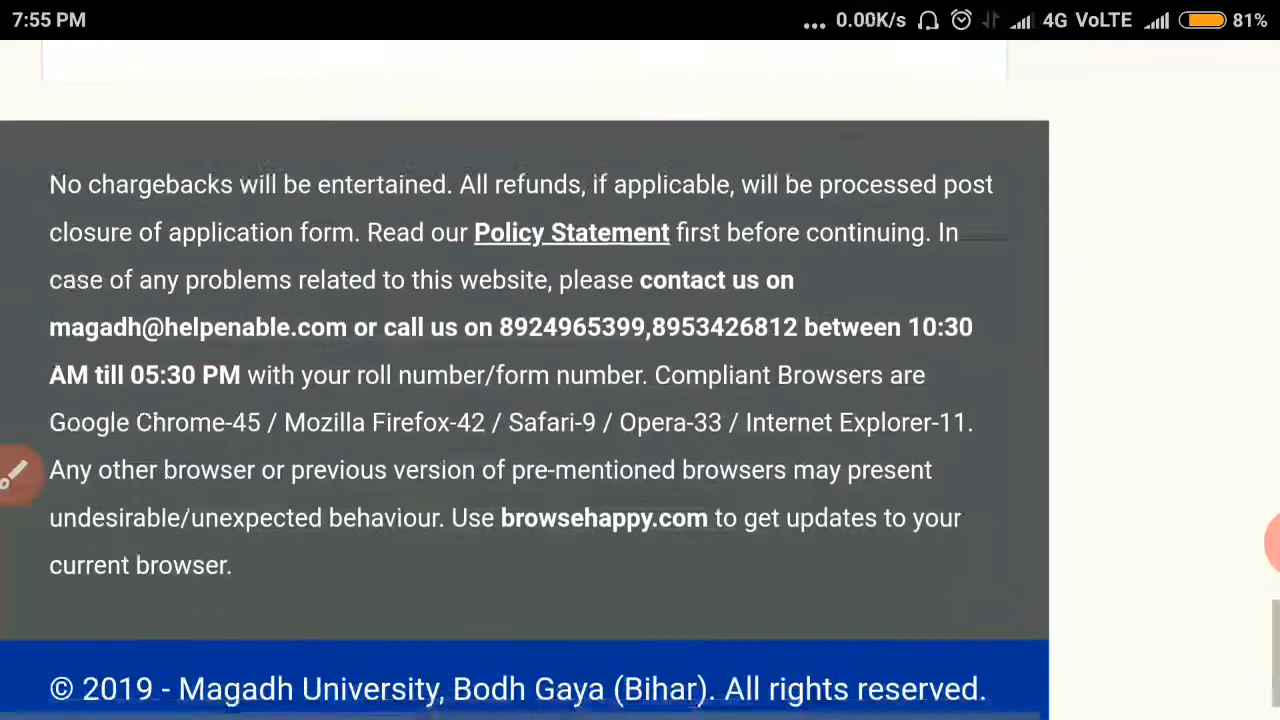 7:55 PM
... 0.00K/s 4G VoLTE 81%
No chargebacks will be entertained. All refunds, if applicable, will be processed post
closure of application form. Read our Policy Statement first before continuing. In
case of any problems related to this website, please contact us on
magadh@helpenable.com or call us on 8924965399,8953426812 between 10:30
AM till 05:30 PM with your roll number/form number. Compliant Browsers are
Google Chrome-45 / Mozilla Firefox-42 / Safari-9 / Opera-33 / Internet Explorer-11.
Any other browser or previous version of pre-mentioned browsers may present
undesirable/unexpected behaviour. Use browsehappy.com to get updates to your
current browser.
© 2019 - Magadh University, Bodh Gaya (Bihar). All rights reserved.